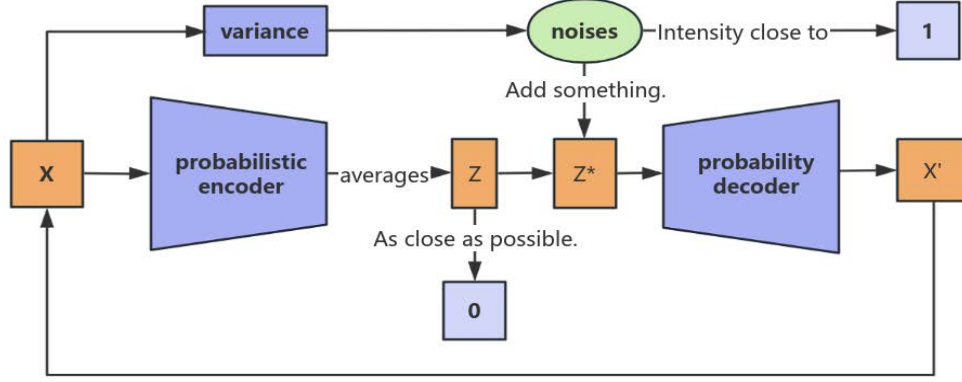 variance
noises
Intensity close to
1
Add something.
X
probabilistic
encoder
averages
Z
Z*
probability
decoder
X'
As close as possible.
0